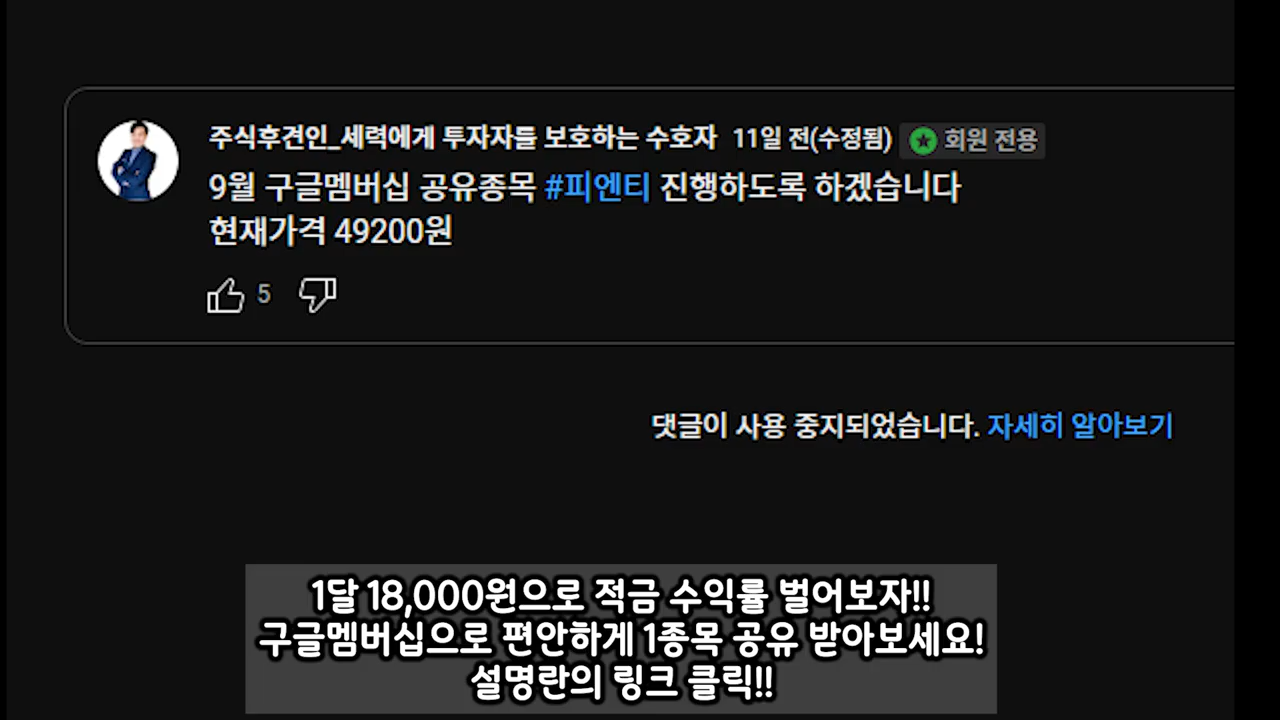 주식후견인_세력에게 투자자들 보호하는 수호자 11일 전(수정됨) 회원 전용
9월 구글멤버십 공유종목 #피엔티 진행하도록 하겠습니다
현재가격 49200원
5
댓글이 사용 중지되었습니다. 자세히 알아보기
1달 18,000원으로 적금 수익률 벌어보자!!
구글멤버십으로 편안하게 1종목 공유 받아보세요!
설명란의 링크 클릭!!